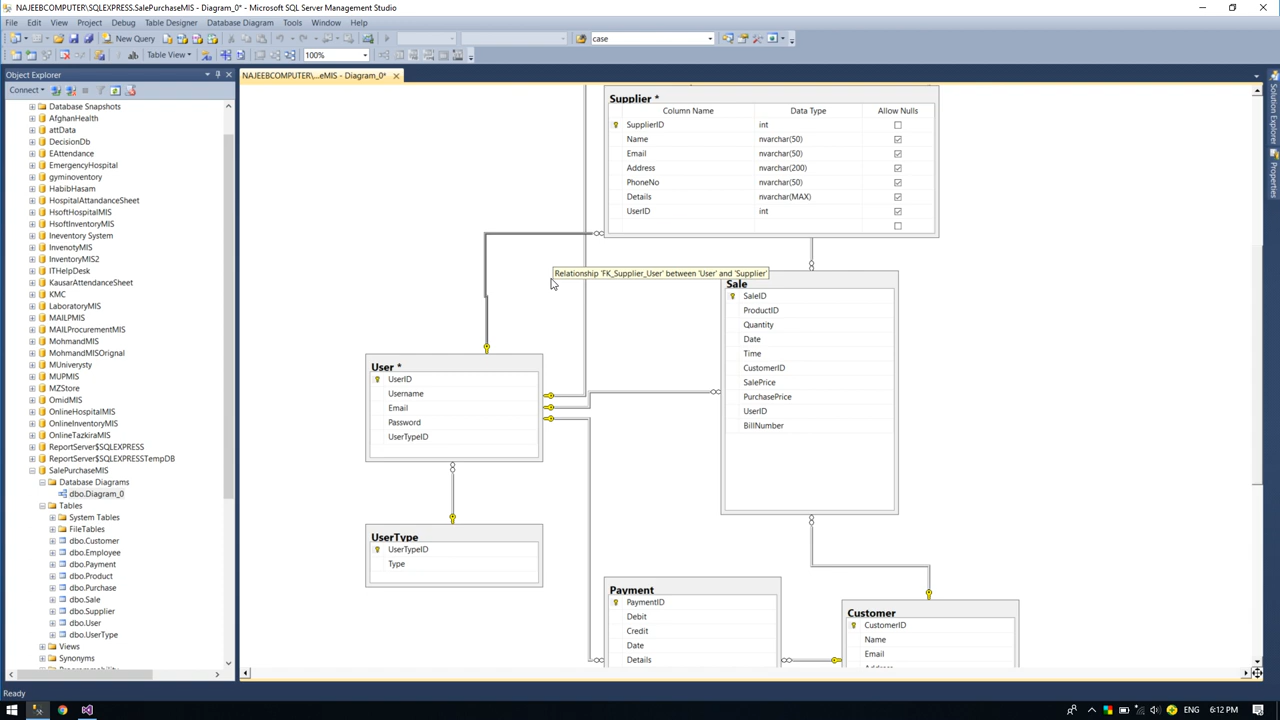 NAJEEBCOMPUTER\SQLEXPRESS.SalePurchaseMIS - Diagram_0* - Microsoft SQL Server Management Studio
File Edit View Project Debug Table Designer Database Diagram Tools Window Help
New Query case
Table View 100%
Object Explorer
NAJEEBCOMPUTER\...eMIS - Diagram_0*
Connect
Database Snapshots
AfghanHealth
attData
DecisionDb
EAttendance
EmergencyHospital
gyminoventory
HabibHasam
HospitalAttandanceSheet
HsoftHospitalMIS
HsoftInventoryMIS
Ineventory System
InvenotyMIS
InventoryMIS2
ITHelpDesk
KausarAttendanceSheet
KMC
LaboratoryMIS
MAILPMIS
MAILProcurementMIS
MohmandMIS
MohmandMISOrignal
MUniverysty
MUPMIS
MZStore
OmidMIS
OnlineHospitalMIS
OnlineInventoryMIS
OnlineTazkiraMIS
ReportServer$SQLEXPRESS
ReportServer$SQLEXPRESSTempDB
SalePurchaseMIS
Database Diagrams
dbo.Diagram_0
Tables
System Tables
FileTables
dbo.Customer
dbo.Employee
dbo.Payment
dbo.Product
dbo.Purchase
dbo.Sale
dbo.Supplier
dbo.User
dbo.UserType
Views
Synonyms
Supplier *
Column Name Data Type Allow Nulls
SupplierID int
Name nvarchar(50)
Email nvarchar(50)
Address nvarchar(200)
PhoneNo nvarchar(50)
Details nvarchar(MAX)
UserID int
Relationship 'FK_Supplier_User' between 'User' and 'Supplier'
Sale
SaleID
ProductID
Quantity
Date
Time
CustomerID
SalePrice
PurchasePrice
UserID
BillNumber
User *
UserID
Username
Email
Password
UserTypeID
UserType
UserTypeID
Type
Payment
PaymentID
Debit
Credit
Date
Details
Customer
CustomerID
Name
Email
Solution Explorer
Properties
Ready
6:12 PM